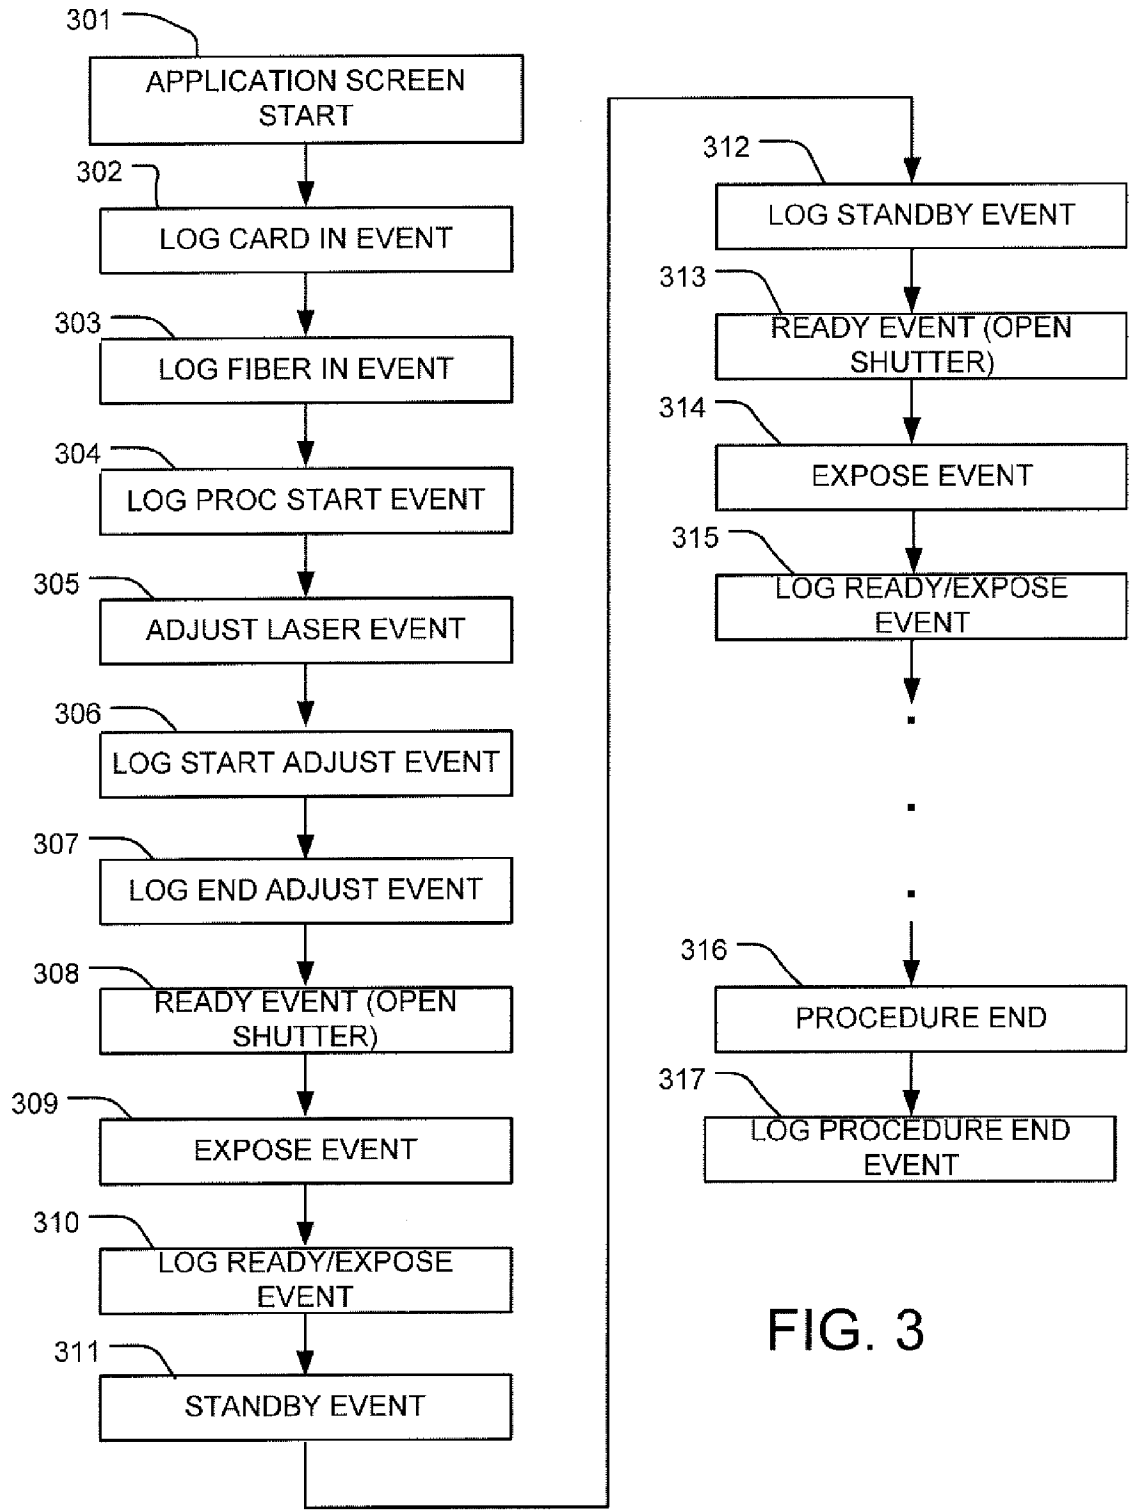 301
APPLICATION SCREEN
START
302
LOG CARD IN EVENT
303
LOG FIBER IN EVENT
304
LOG PROC START EVENT
305
ADJUST LASER EVENT
306
LOG START ADJUST EVENT
307
LOG END ADJUST EVENT
308
READY EVENT (OPEN
SHUTTER)
309
EXPOSE EVENT
310
LOG READY/EXPOSE
EVENT
311
STANDBY EVENT
312
LOG STANDBY EVENT
313
READY EVENT (OPEN
SHUTTER)
314
EXPOSE EVENT
315
LOG READY/EXPOSE
EVENT
316
PROCEDURE END
317
LOG PROCEDURE END
EVENT
FIG. 3